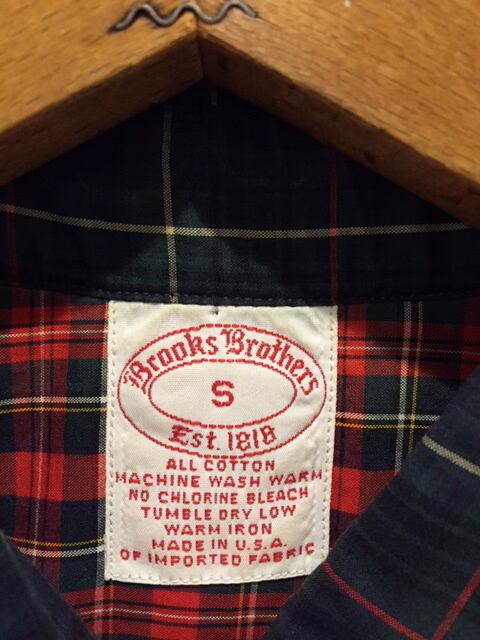 Brooks Brothers
S
Est. 1818
ALL COTTON
MACHINE WASH WARM
NO CHLORINE BLEACH
TUMBLE DRY LOW
WARM IRON
MADE IN U.S.A.
OF IMPORTED FABRIC